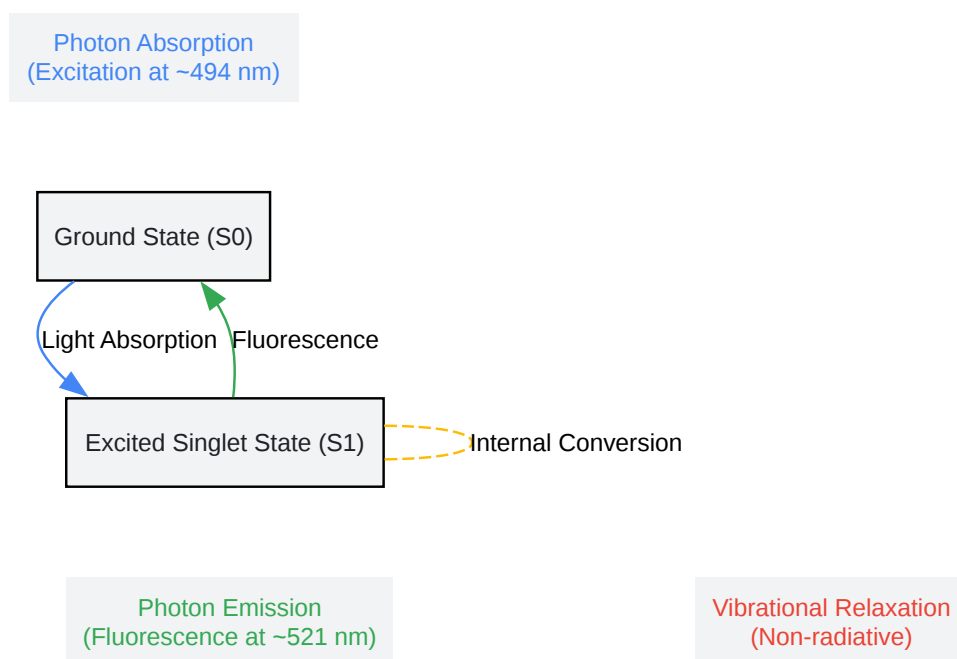 Photon Absorption
(Excitation at ~494 nm)
Ground State (S0)
Light Absorption
Fluorescence
Excited Singlet State (S1)
Internal Conversion
Photon Emission
(Fluorescence at ~521 nm)
Vibrational Relaxation
(Non-radiative)